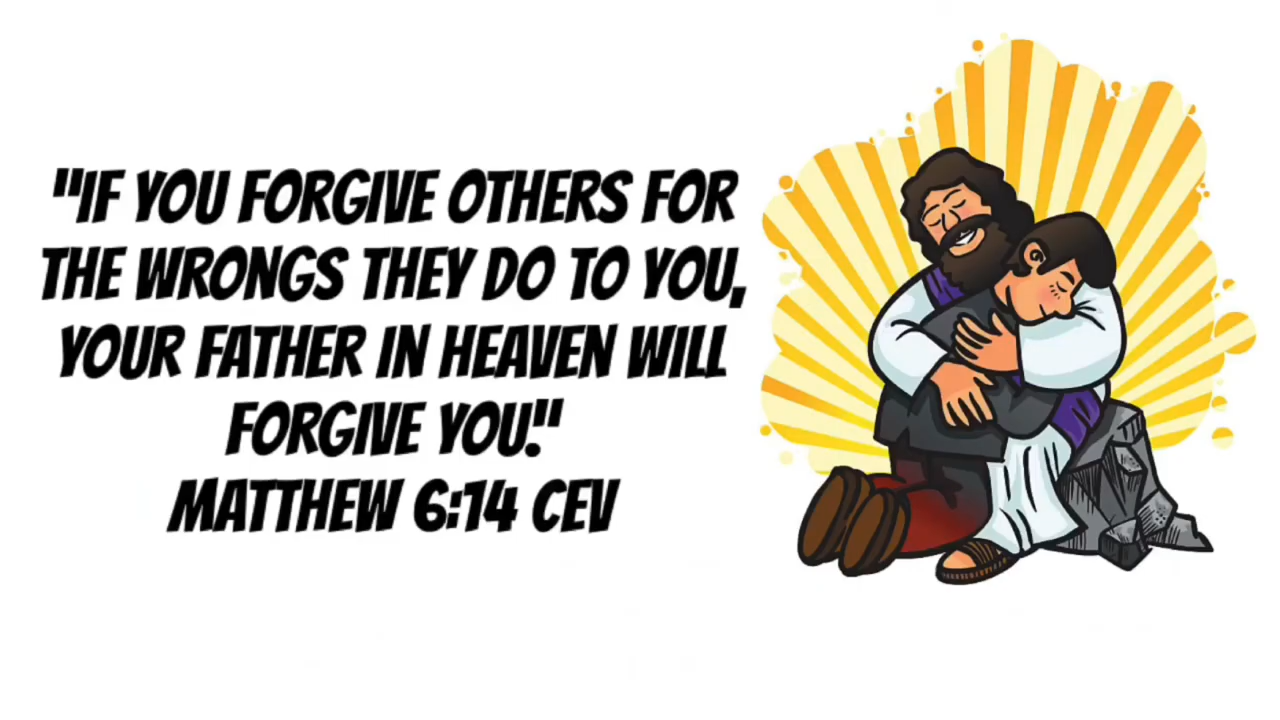 "IF YOU FORGIVE OTHERS FOR
THE WRONGS THEY DO TO YOU,
YOUR FATHER IN HEAVEN WILL
FORGIVE YOU."
MATTHEW 6:14 CEV